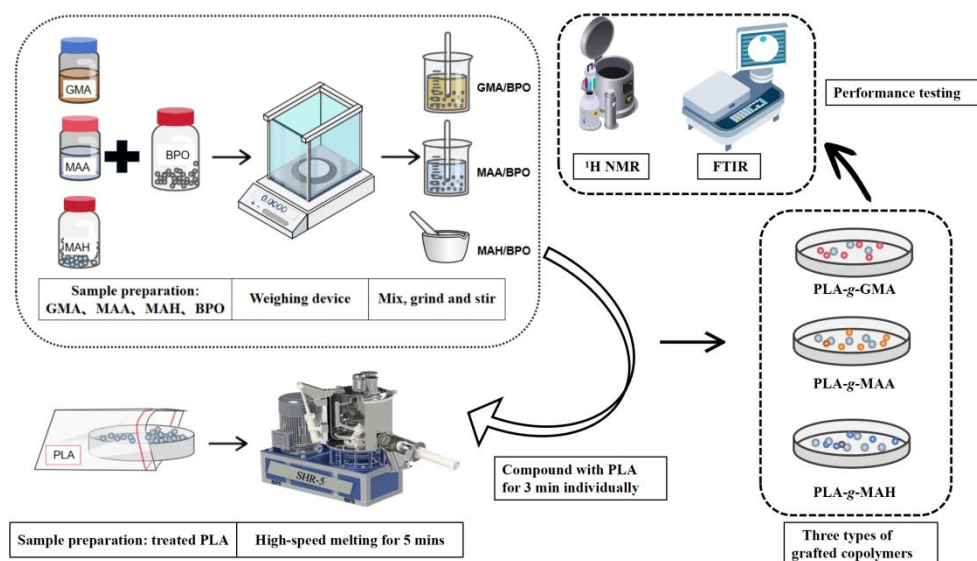 GMA
MAA
MAH
BPO
0.0000
GMA/BPO
MAA/BPO
MAH/BPO
Sample preparation:
GMA、MAA、MAH、BPO
Weighing device
Mix, grind and stir
¹H NMR
FTIR
Performance testing
PLA
SHR-5
Sample preparation: treated PLA
High-speed melting for 5 mins
Compound with PLA
for 3 min individually
PLA-g-GMA
PLA-g-MAA
PLA-g-MAH
Three types of
grafted copolymers